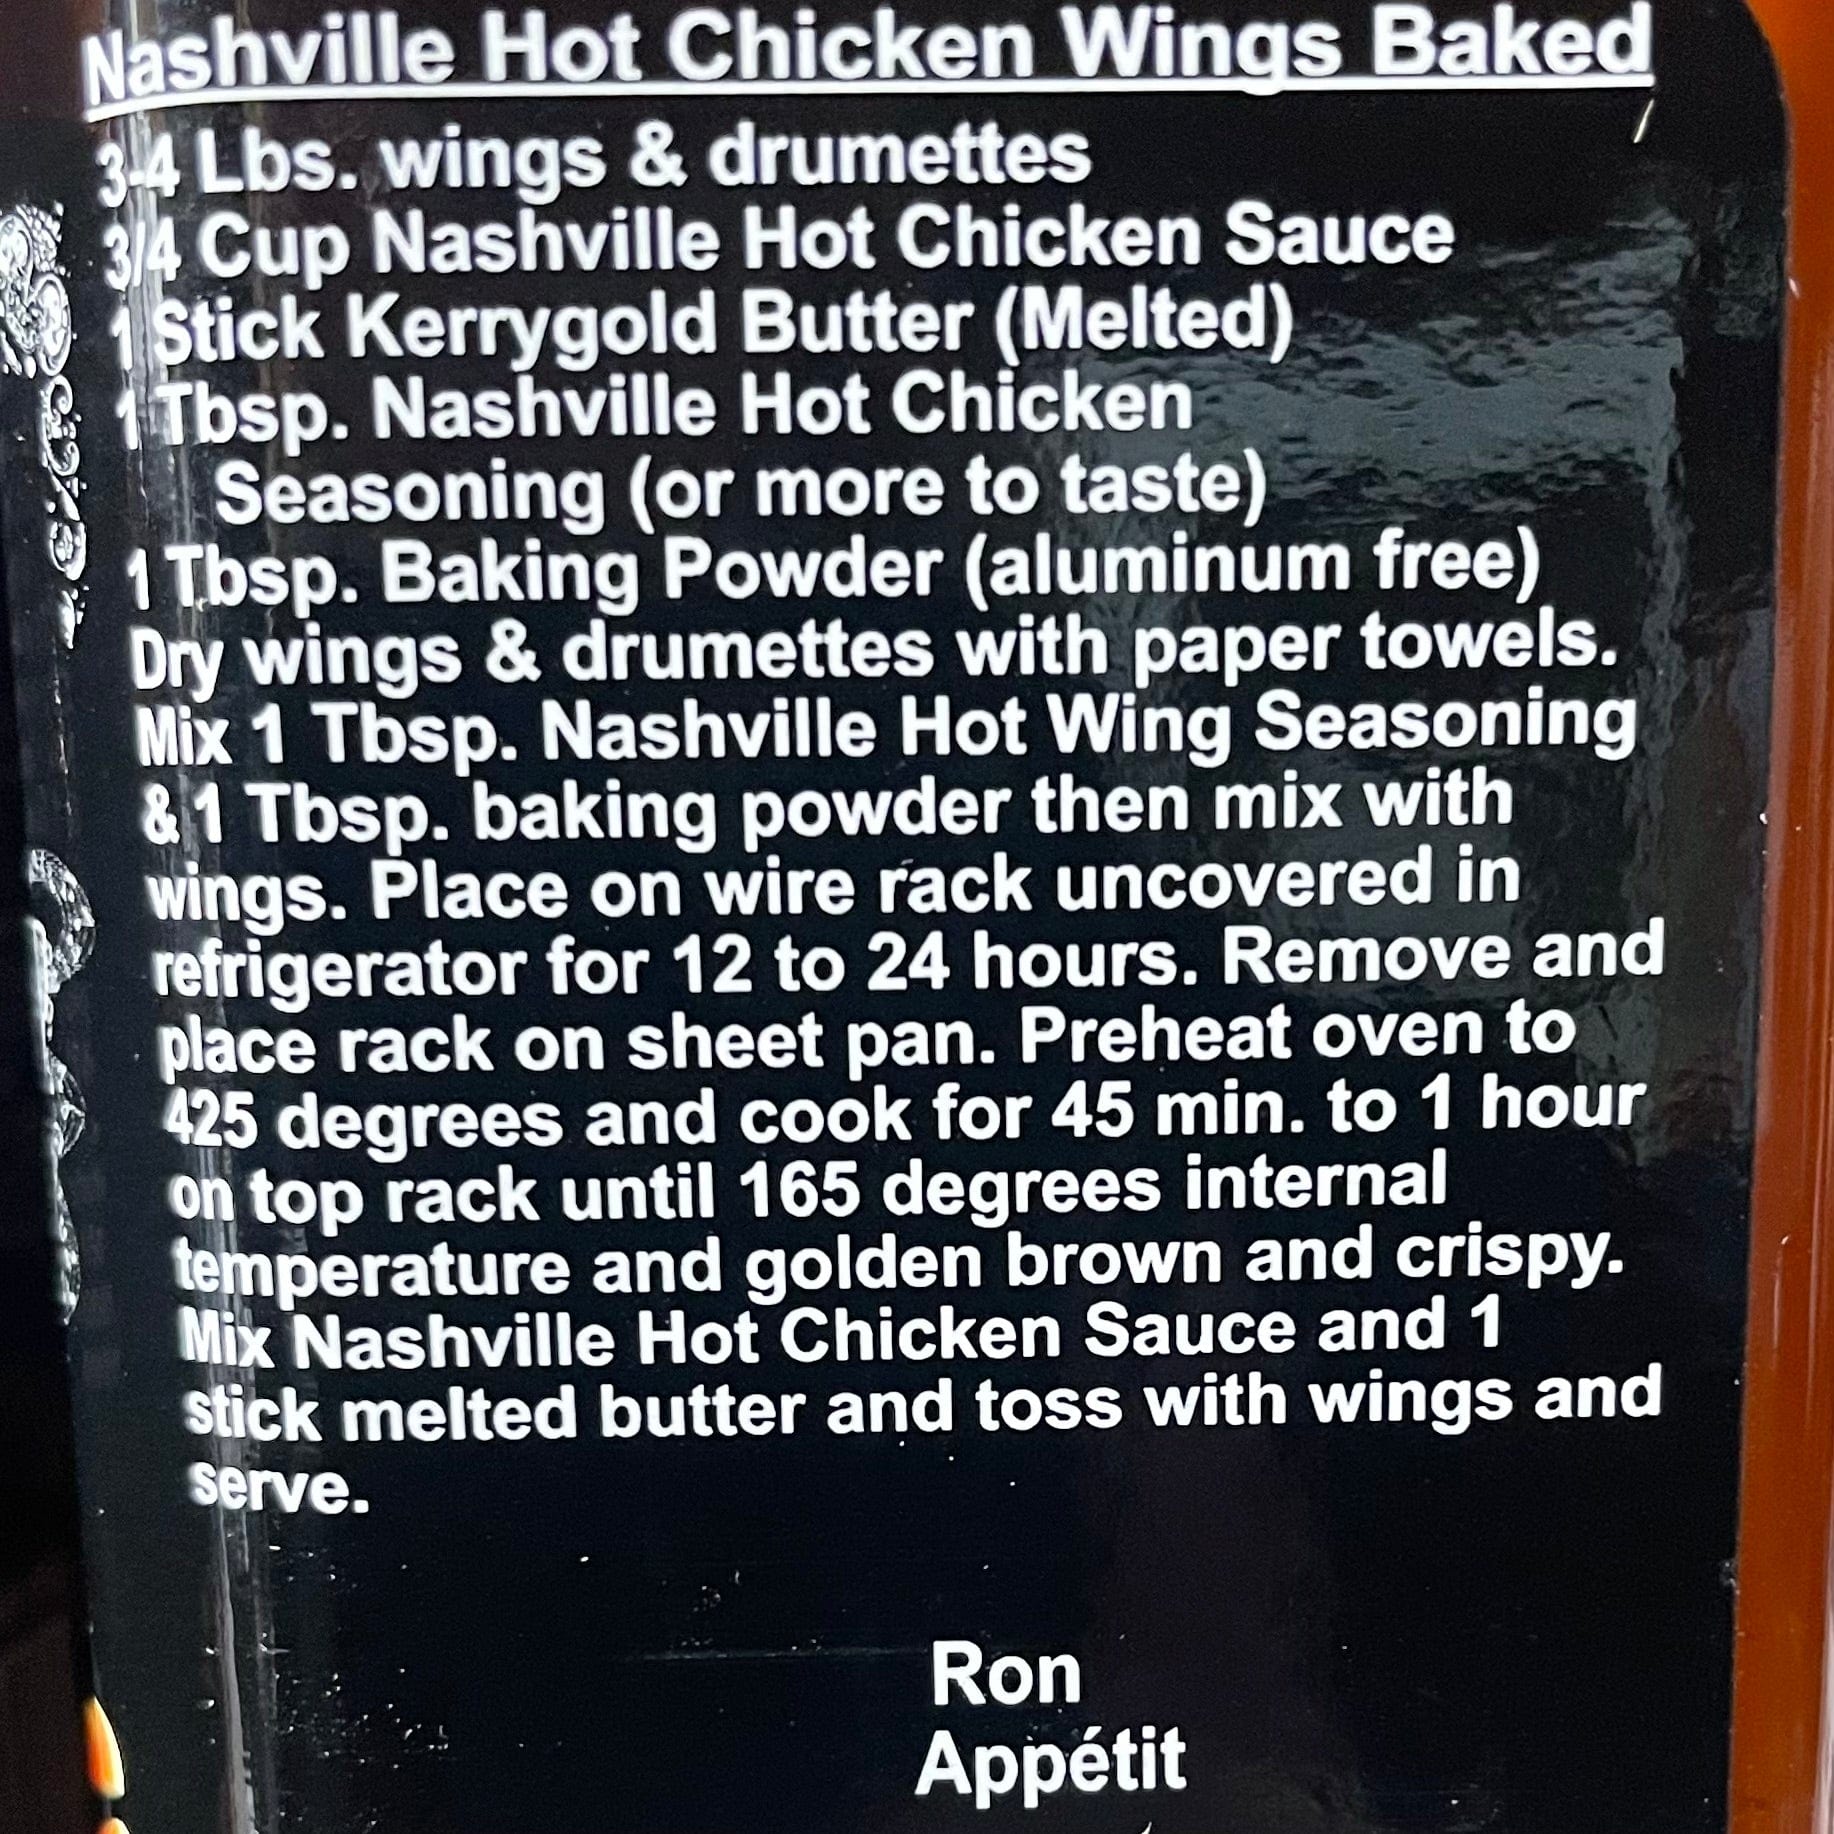 Nashville Hot Chicken Wings Baked
3-4 Lbs. wings & drumettes
3/4 Cup Nashville Hot Chicken Sauce
1 Stick Kerrygold Butter (Melted)
1 Tbsp. Nashville Hot Chicken
Seasoning (or more to taste)
1 Tbsp. Baking Powder (aluminum free)
Dry wings & drumettes with paper towels.
Mix 1 Tbsp. Nashville Hot Wing Seasoning
& 1 Tbsp. baking powder then mix with
wings. Place on wire rack uncovered in
refrigerator for 12 to 24 hours. Remove and
place rack on sheet pan. Preheat oven to
425 degrees and cook for 45 min. to 1 hour
on top rack until 165 degrees internal
temperature and golden brown and crispy.
Mix Nashville Hot Chicken Sauce and 1
stick melted butter and toss with wings and
serve.
Ron
Appétit